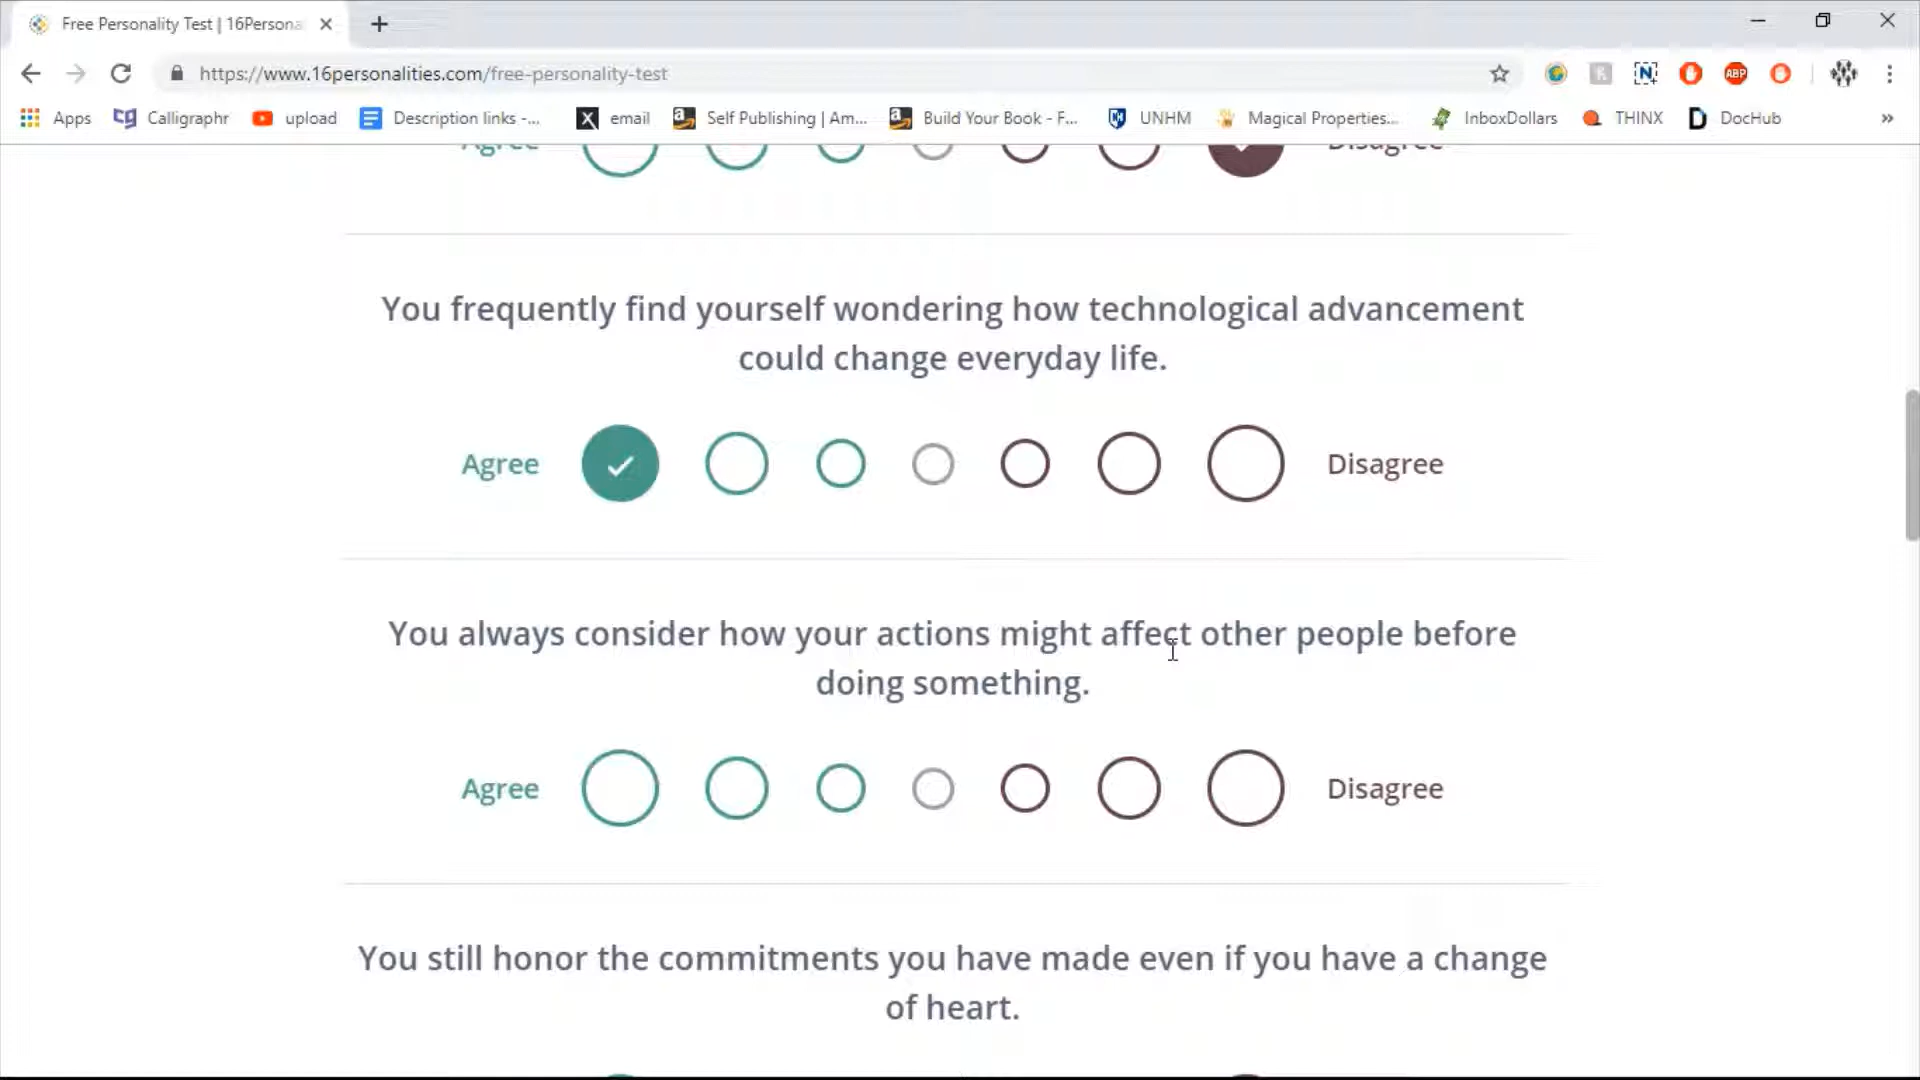 Free Personality Test | 16Persona
https://www.16personalities.com/free-personality-test
Apps Calligraphr upload Description links -... email Self Publishing | Am... Build Your Book - F... UNHM Magical Properties... InboxDollars THINX DocHub »
Agree Disagree
You frequently find yourself wondering how technological advancement
could change everyday life.
Agree Disagree
You always consider how your actions might affect other people before
doing something.
Agree Disagree
You still honor the commitments you have made even if you have a change
of heart.